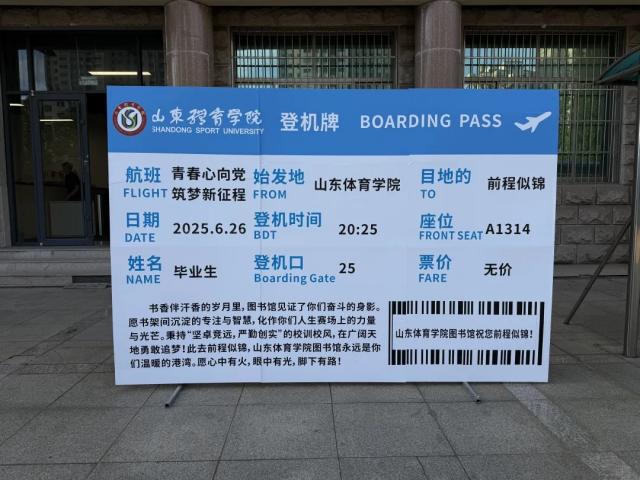 山东体育学院 登机牌 BOARDING PASS
SHANDONG SPORT UNIVERSITY
航班 青春心向党 始发地 山东体育学院 目的地 前程似锦
FLIGHT 筑梦新征程 FROM TO
日期 2025.6.26 登机时间 20:25 座位 A1314
DATE BDT FRONT SEAT
姓名 毕业生 登机口 25 票价 无价
NAME Boarding Gate FARE
书香伴汗香的岁月里，图书馆见证了你们奋斗的身影。
愿书架间沉淀的专注与智慧，化作你们人生赛场上的力量
与光芒。秉持“坚卓竞远，严勤创实”的校训校风，在广阔天
地勇敢追梦！此去前程似锦，山东体育学院图书馆永远是你
们温暖的港湾。愿心中有火，眼中有光，脚下有路！
山东体育学院图书馆祝您前程似锦！